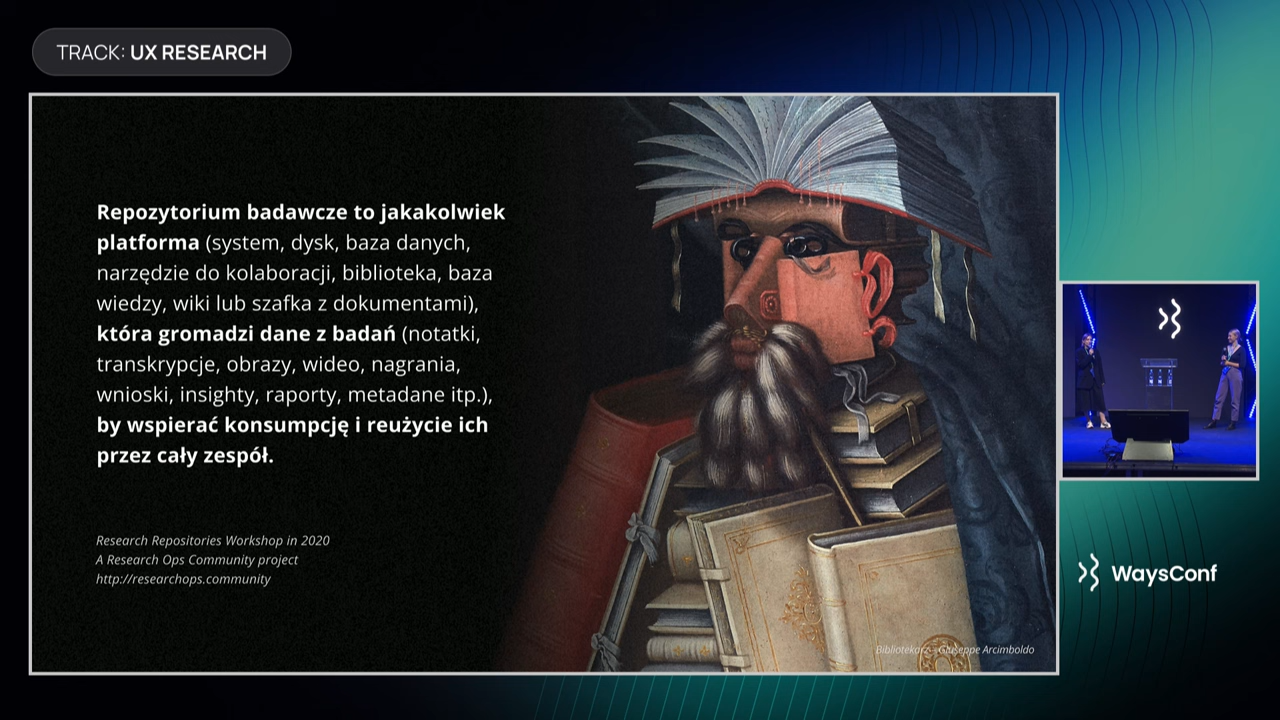 TRACK: UX RESEARCH
Repozytorium badawcze to jakakolwiek
platforma (system, dysk, baza danych,
narzędzie do kolaboracji, biblioteka, baza
wiedzy, wiki lub szafka z dokumentami),
która gromadzi dane z badań (notatki,
transkrypcje, obrazy, wideo, nagrania,
wnioski, insighty, raporty, metadane itp.),
by wspierać konsumpcję i reużycie ich
przez cały zespół.
Research Repositories Workshop in 2020
A Research Ops Community project
http://researchops.community
Bibliotekarz - Giuseppe Arcimboldo
WaysConf